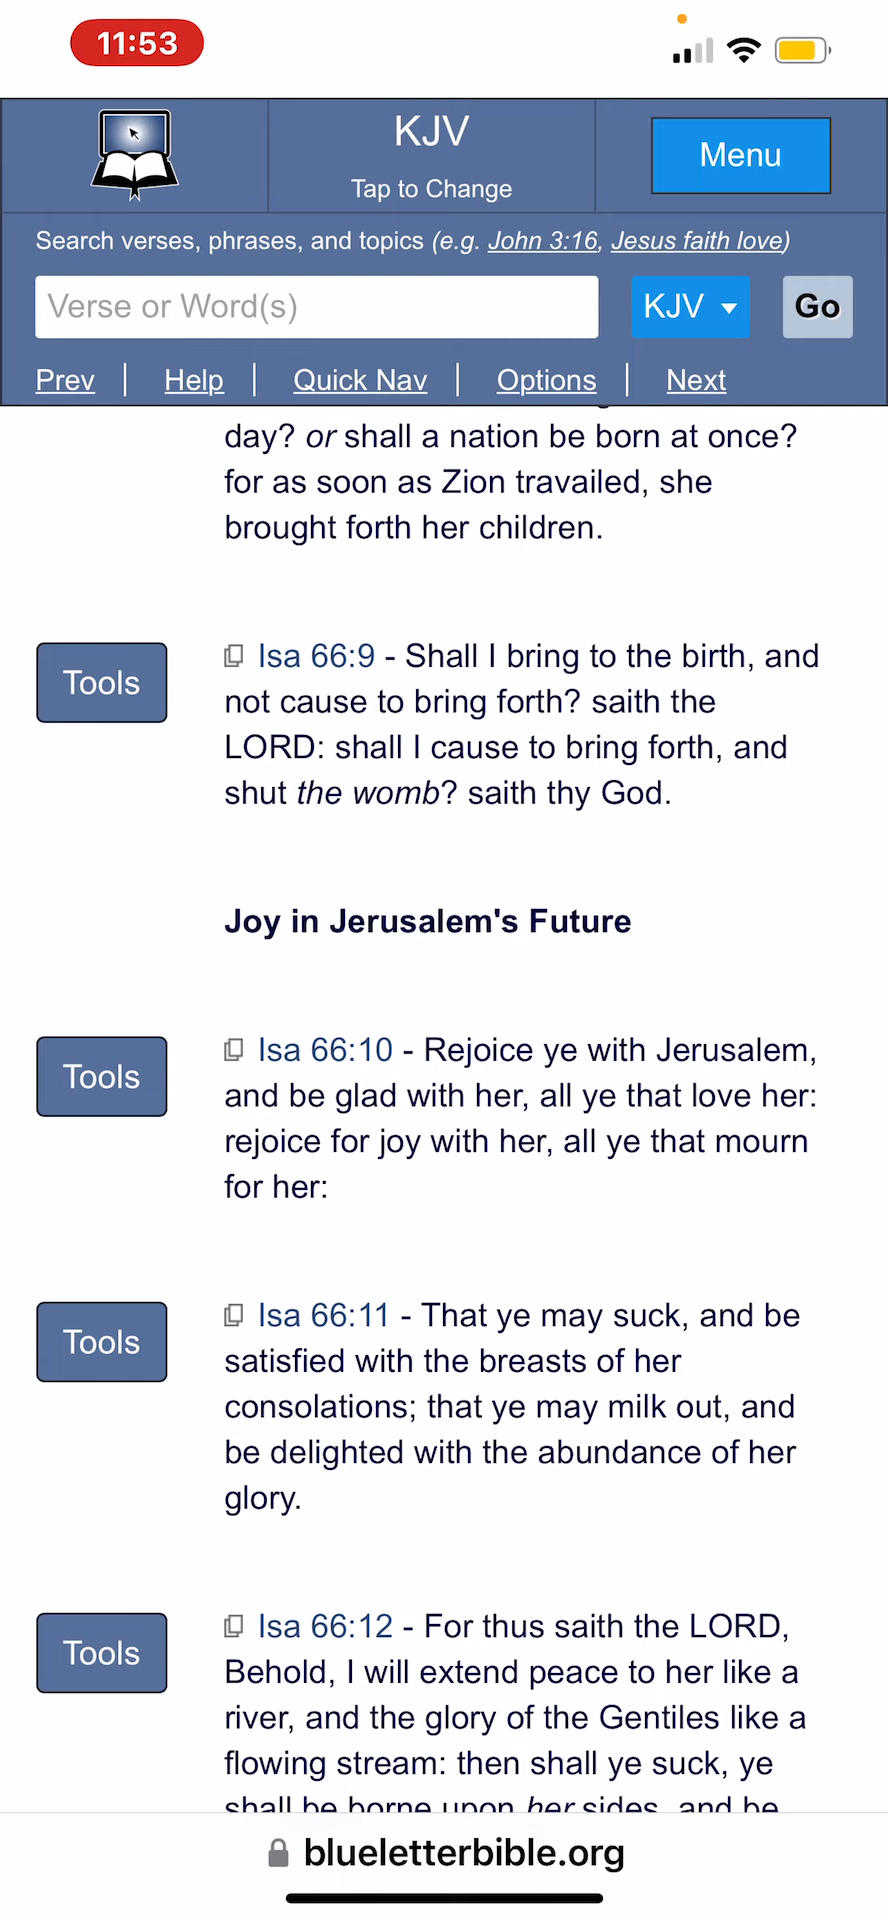 11:53
KJV
Tap to Change
Menu
Search verses, phrases, and topics (e.g. John 3:16, Jesus faith love)
Verse or Word(s)
KJV
Go
Prev | Help | Quick Nav | Options | Next
day? or shall a nation be born at once?
for as soon as Zion travailed, she
brought forth her children.
Tools
Isa 66:9 - Shall I bring to the birth, and
not cause to bring forth? saith the
LORD: shall I cause to bring forth, and
shut the womb? saith thy God.
Joy in Jerusalem's Future
Tools
Isa 66:10 - Rejoice ye with Jerusalem,
and be glad with her, all ye that love her:
rejoice for joy with her, all ye that mourn
for her:
Tools
Isa 66:11 - That ye may suck, and be
satisfied with the breasts of her
consolations; that ye may milk out, and
be delighted with the abundance of her
glory.
Tools
Isa 66:12 - For thus saith the LORD,
Behold, I will extend peace to her like a
river, and the glory of the Gentiles like a
flowing stream: then shall ye suck, ye
shall be borne upon her sides, and be
blueletterbible.org